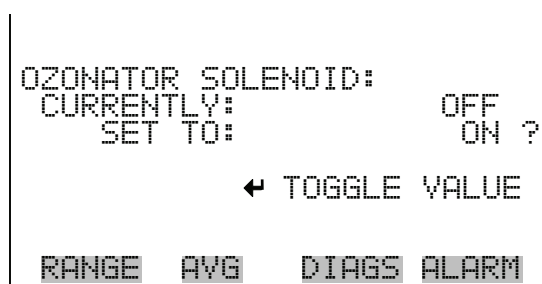 OZONATOR SOLENOID:
CURRENTLY: OFF
SET TO: ON ?
↵ TOGGLE VALUE
RANGE AVG DIAGS ALARM